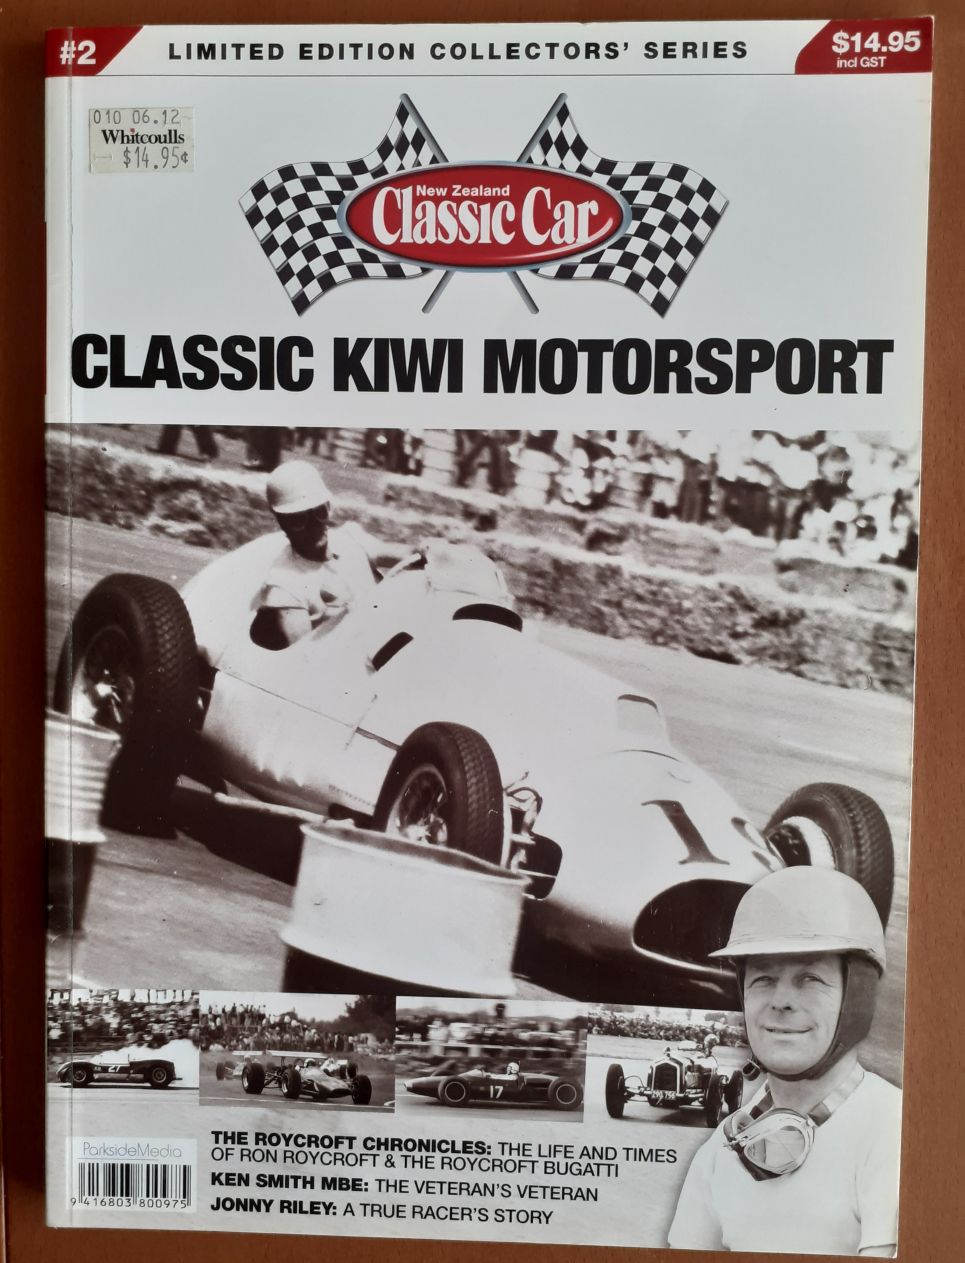 #2
LIMITED EDITION COLLECTORS' SERIES
$14.95
incl GST
010 06.12
Whitcoulls
$14.95¢
New Zealand
Classic Car
CLASSIC KIWI MOTORSPORT
1
27
17
ParksideMedia
9 416803 800975
THE ROYCROFT CHRONICLES: THE LIFE AND TIMES
OF RON ROYCROFT & THE ROYCROFT BUGATTI
KEN SMITH MBE: THE VETERAN'S VETERAN
JONNY RILEY: A TRUE RACER'S STORY